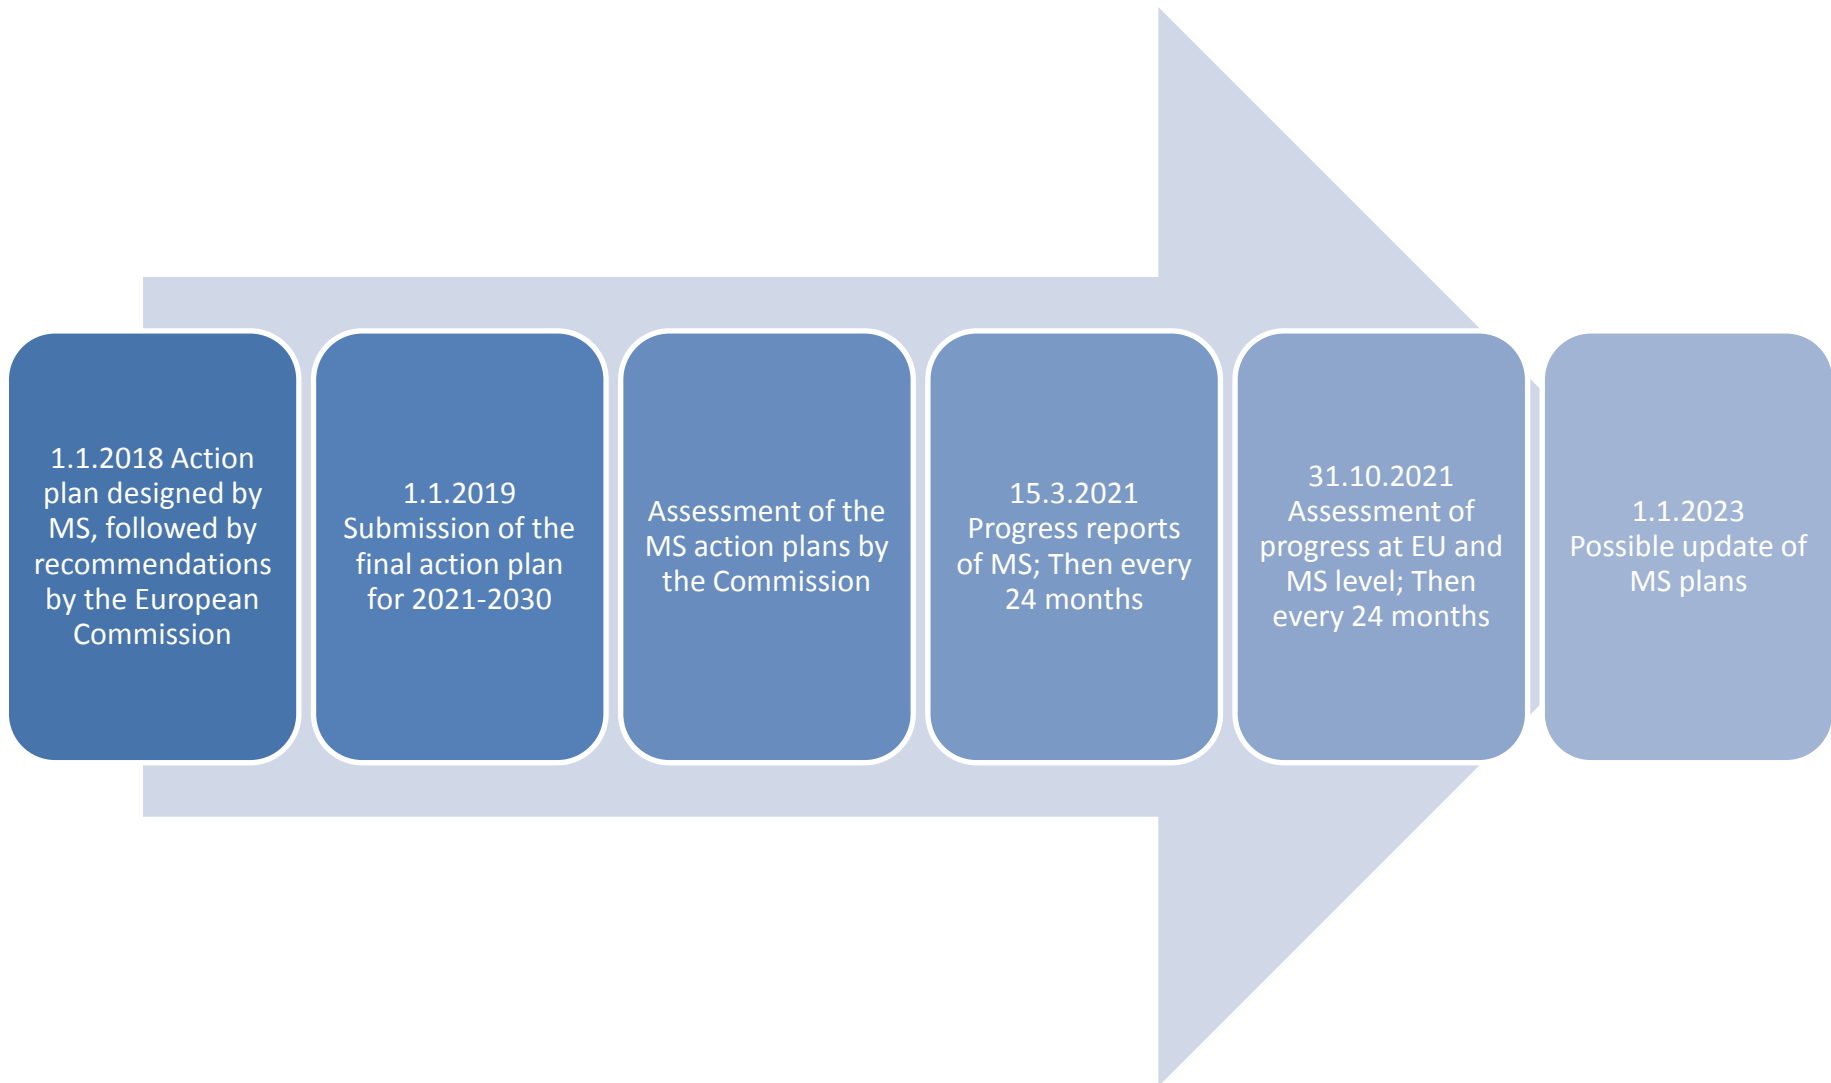 1.1.2018 Action
plan designed by
MS, followed by
recommendations
by the European
Commission
1.1.2019
Submission of the
final action plan
for 2021-2030
Assessment of the
MS action plans by
the Commission
15.3.2021
Progress reports
of MS; Then every
24 months
31.10.2021
Assessment of
progress at EU and
MS level; Then
every 24 months
1.1.2023
Possible update of
MS plans